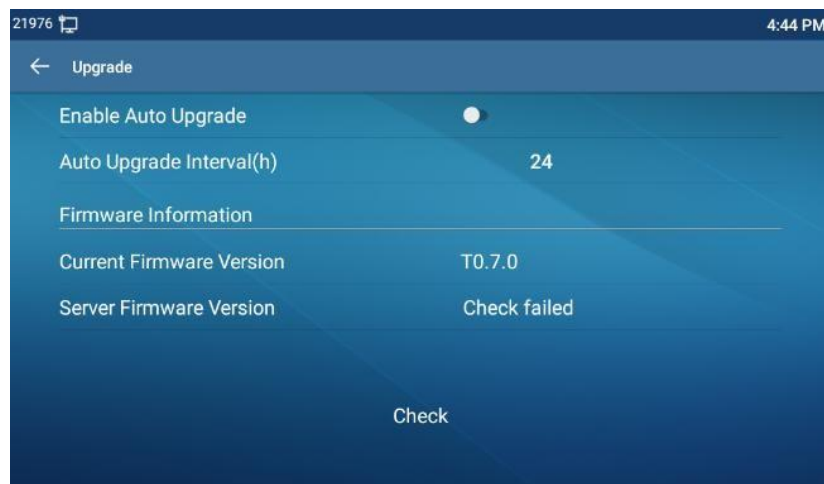 21976 4:44 PM
Upgrade
Enable Auto Upgrade
Auto Upgrade Interval(h) 24
Firmware Information
Current Firmware Version T0.7.0
Server Firmware Version Check failed
Check